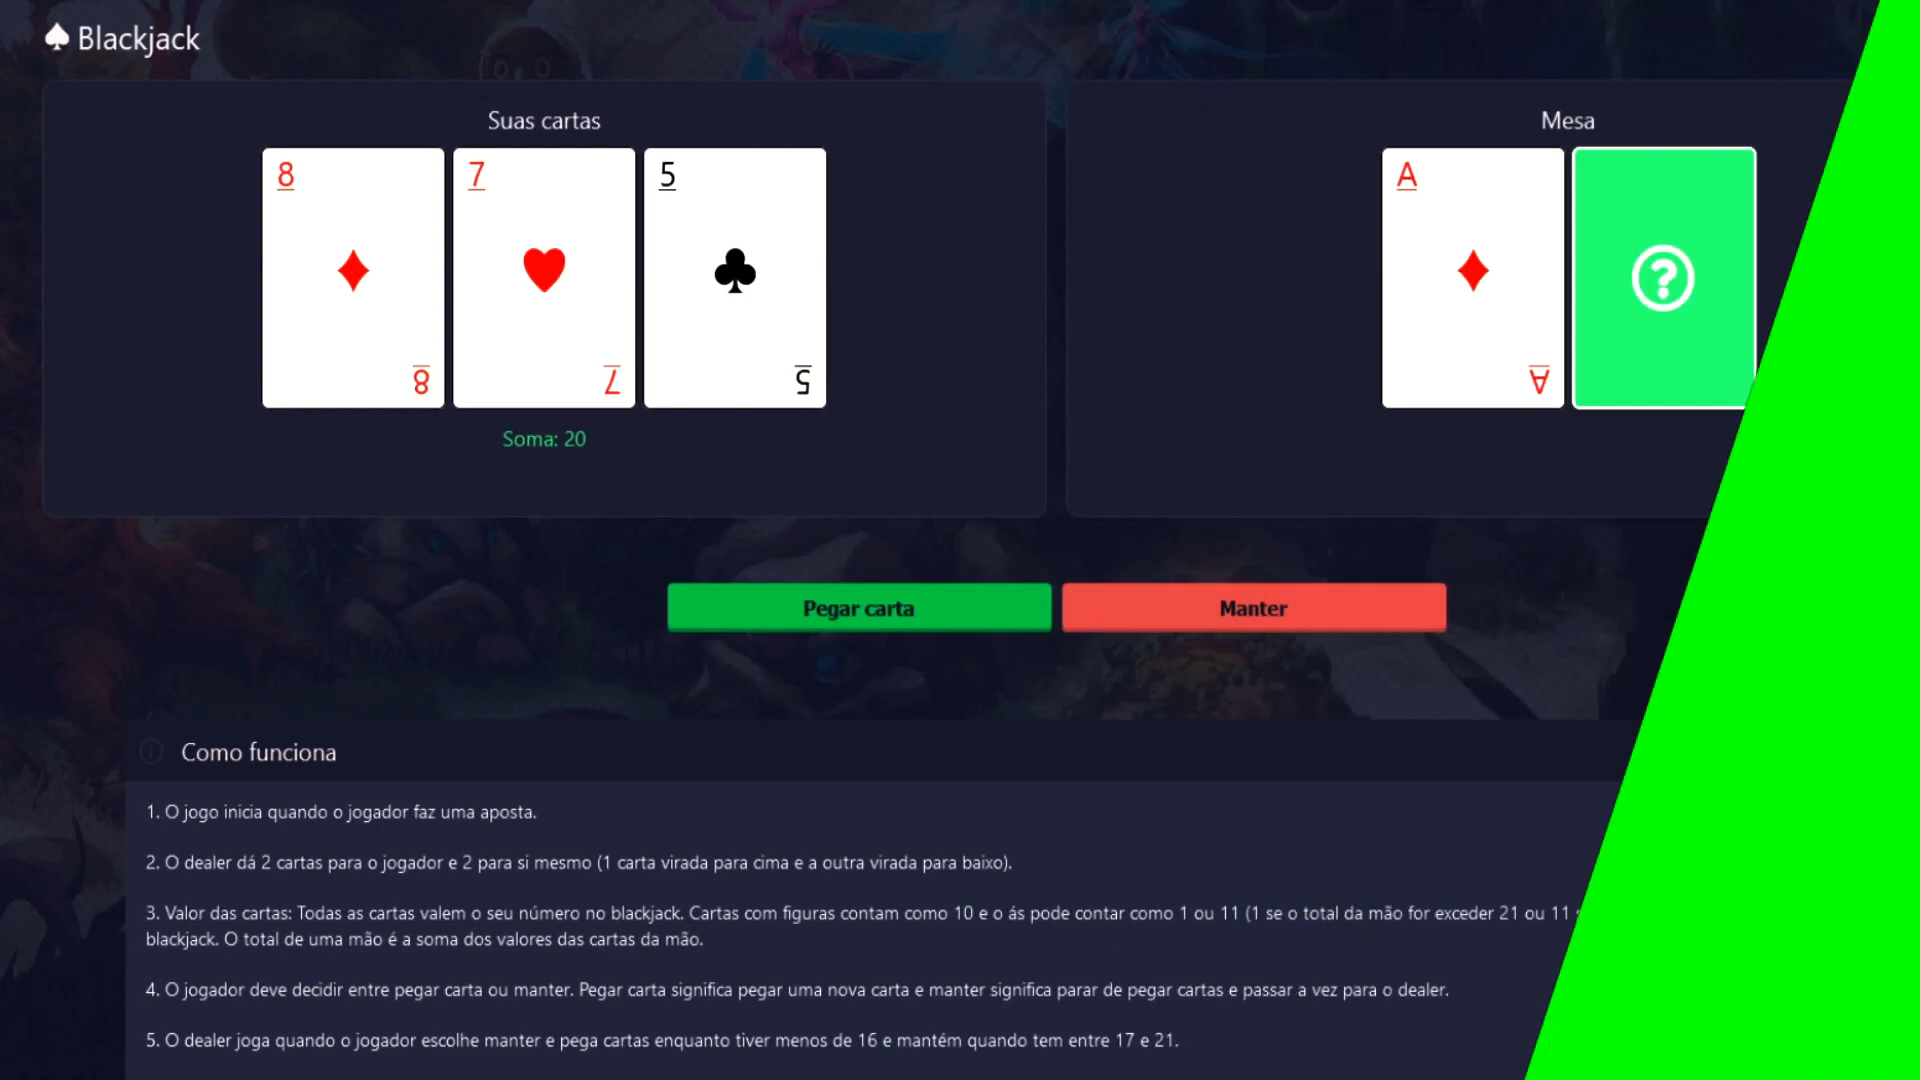 Blackjack
Suas cartas
Mesa
8
7
5
A
?
8
7
5
A
Soma: 20
Pegar carta
Manter
Como funciona
1. O jogo inicia quando o jogador faz uma aposta.
2. O dealer dá 2 cartas para o jogador e 2 para si mesmo (1 carta virada para cima e a outra virada para baixo).
3. Valor das cartas: Todas as cartas valem o seu número no blackjack. Cartas com figuras contam como 10 e o ás pode contar como 1 ou 11 (1 se o total da mão for exceder 21 ou 11
blackjack. O total de uma mão é a soma dos valores das cartas da mão.
4. O jogador deve decidir entre pegar carta ou manter. Pegar carta significa pegar uma nova carta e manter significa parar de pegar cartas e passar a vez para o dealer.
5. O dealer joga quando o jogador escolhe manter e pega cartas enquanto tiver menos de 16 e mantém quando tem entre 17 e 21.